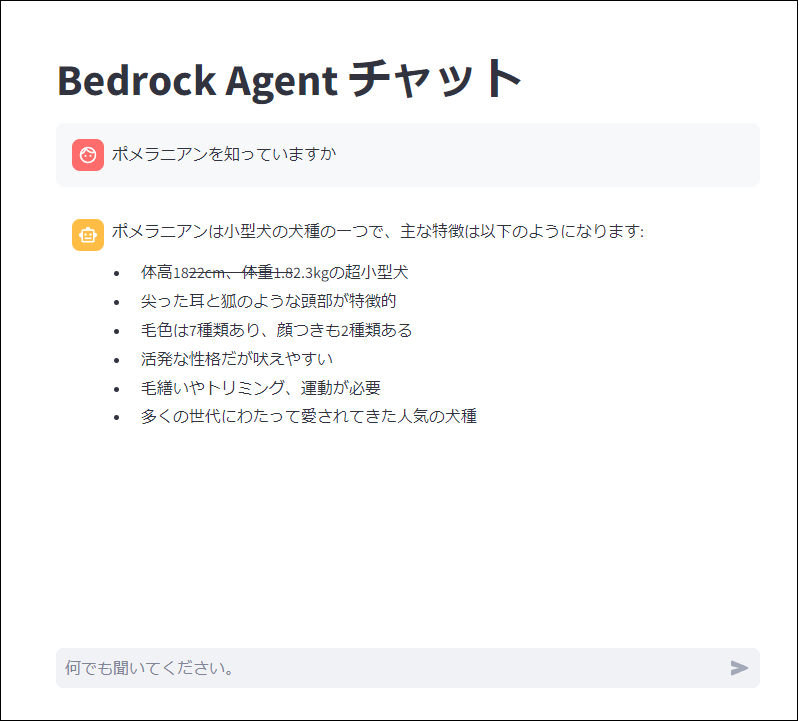 Bedrock Agent チャット
ポメラニアンを知っていますか
ポメラニアンは小型犬の犬種の一つで、主な特徴は以下のようになります:
• 体高1822cm、体重1.82.3kgの超小型犬
• 尖った耳と狐のような頭部が特徴的
• 毛色は7種類あり、顔つきも2種類ある
• 活発な性格だが吠えやすい
• 毛繕いやトリミング、運動が必要
• 多くの世代にわたって愛されてきた人気の犬種
何でも聞いてください。